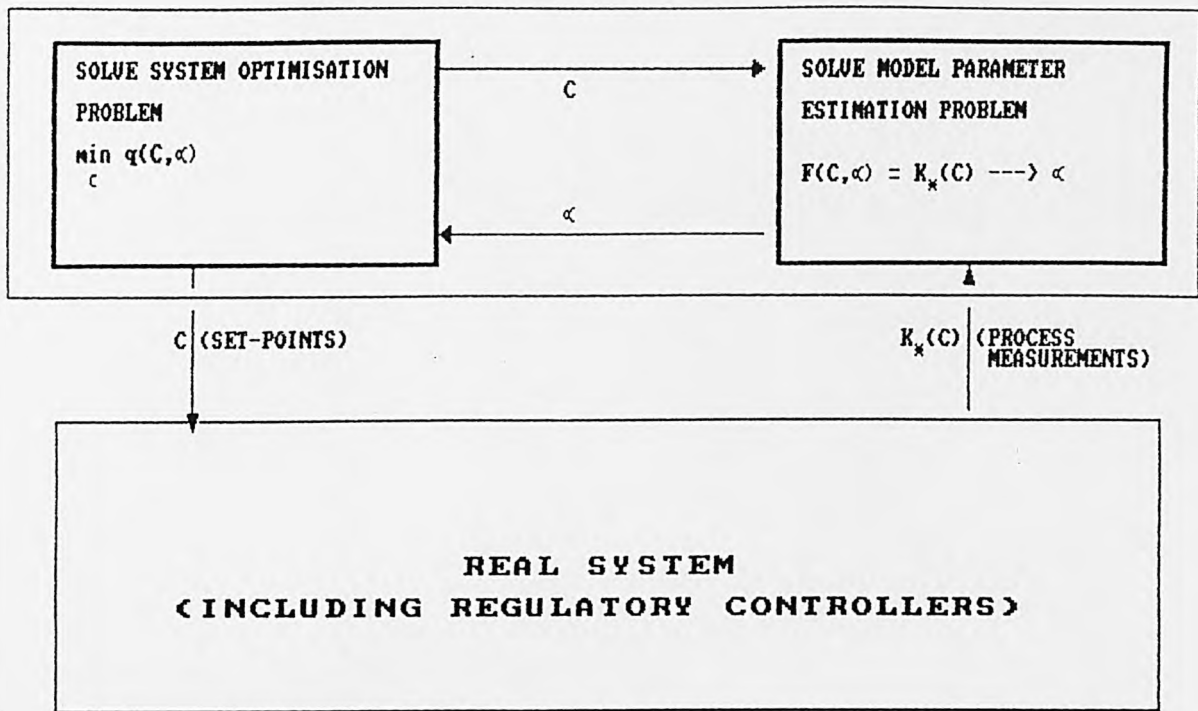 SOLVE SYSTEM OPTIMISATION
PROBLEM
min q(C,α)
C
C
α
SOLVE MODEL PARAMETER
ESTIMATION PROBLEM
F(C,α) = K*(C) ---> α
C (SET-POINTS)
K*(C) (PROCESS
MEASUREMENTS)
REAL SYSTEM
<INCLUDING REGULATORY CONTROLLERS>